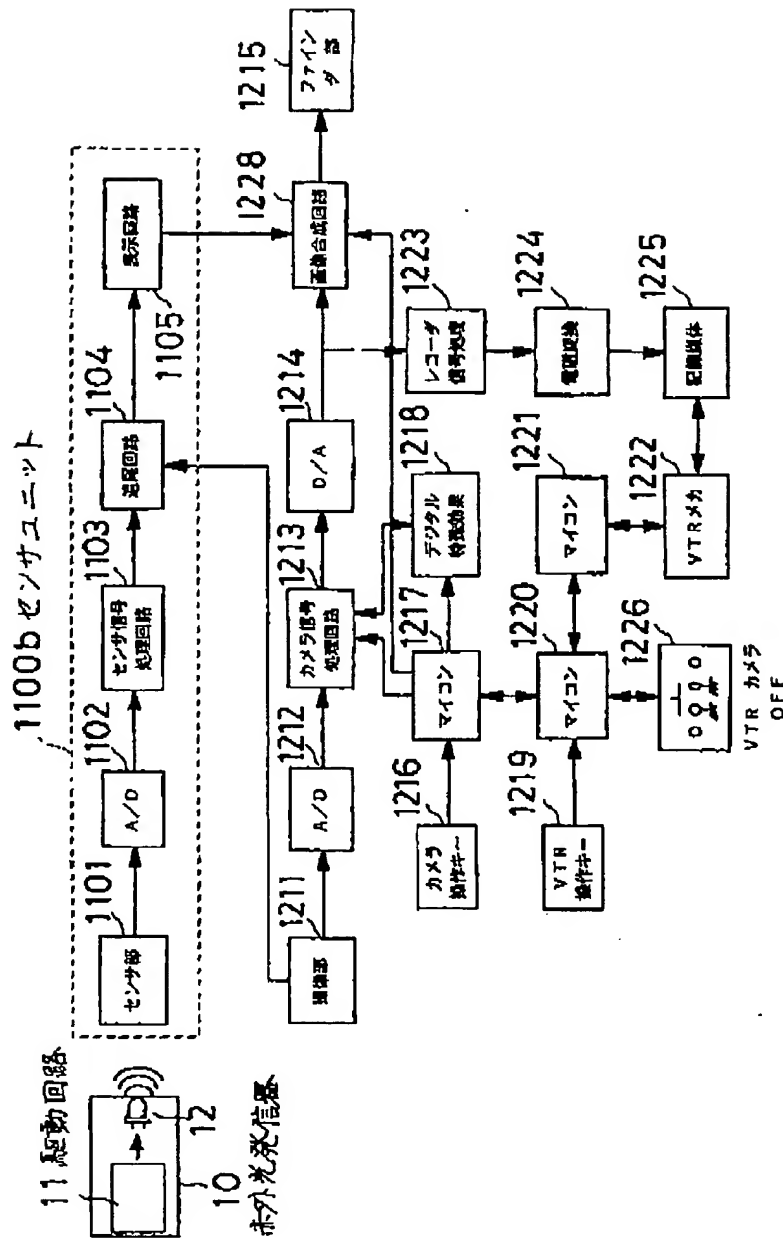 1100b センサユニット
11 駆動回路
12
10
赤外光発信器
1101
センサ部
1102
A/D
1103
センサ信号
処理回路
1104
追尾回路
1105
表示回路
1211
撮像部
1212
A/D
1213
カメラ信号
処理回路
1214
D/A
1228
画像合成回路
1215
ファイン
ダ部
1216
カメラ
操作キー
1217
マイコン
1218
デジタル
特殊効果
1223
レコーダ
信号処理
1219
VTR
操作キー
1220
マイコン
1221
マイコン
1224
電磁変換
1226
VTR カメラ
OFF
1222
VTRメカ
1225
記録媒体